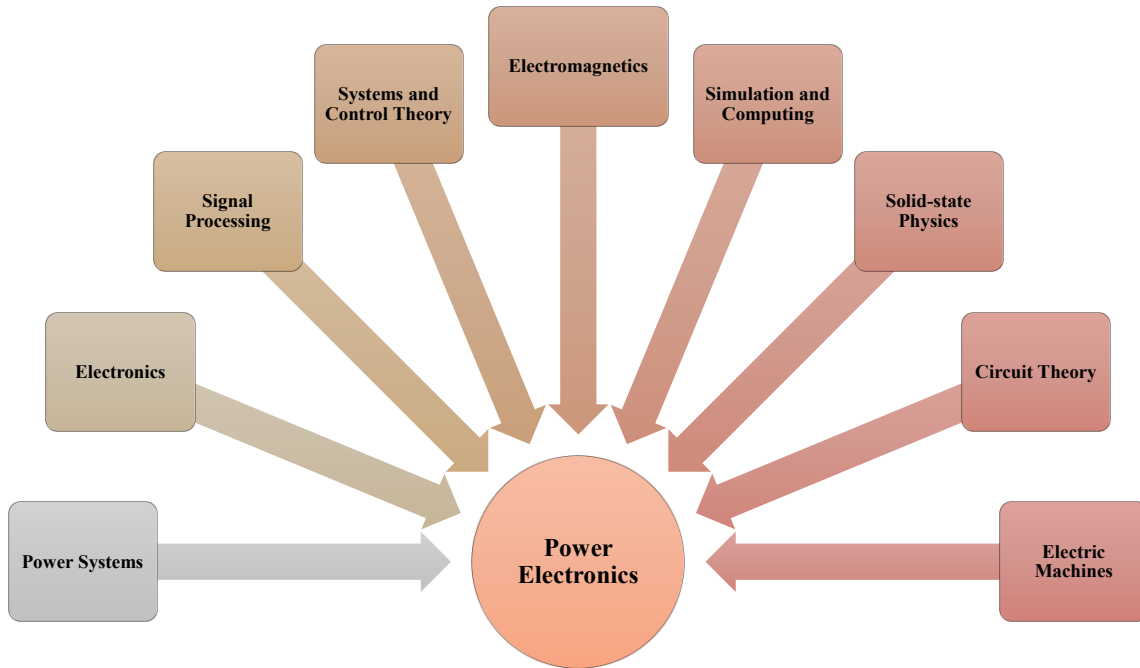 Electromagnetics
Systems and
Control Theory
Simulation and
Computing
Signal
Processing
Solid-state
Physics
Electronics
Circuit Theory
Power Systems
Power
Electronics
Electric
Machines